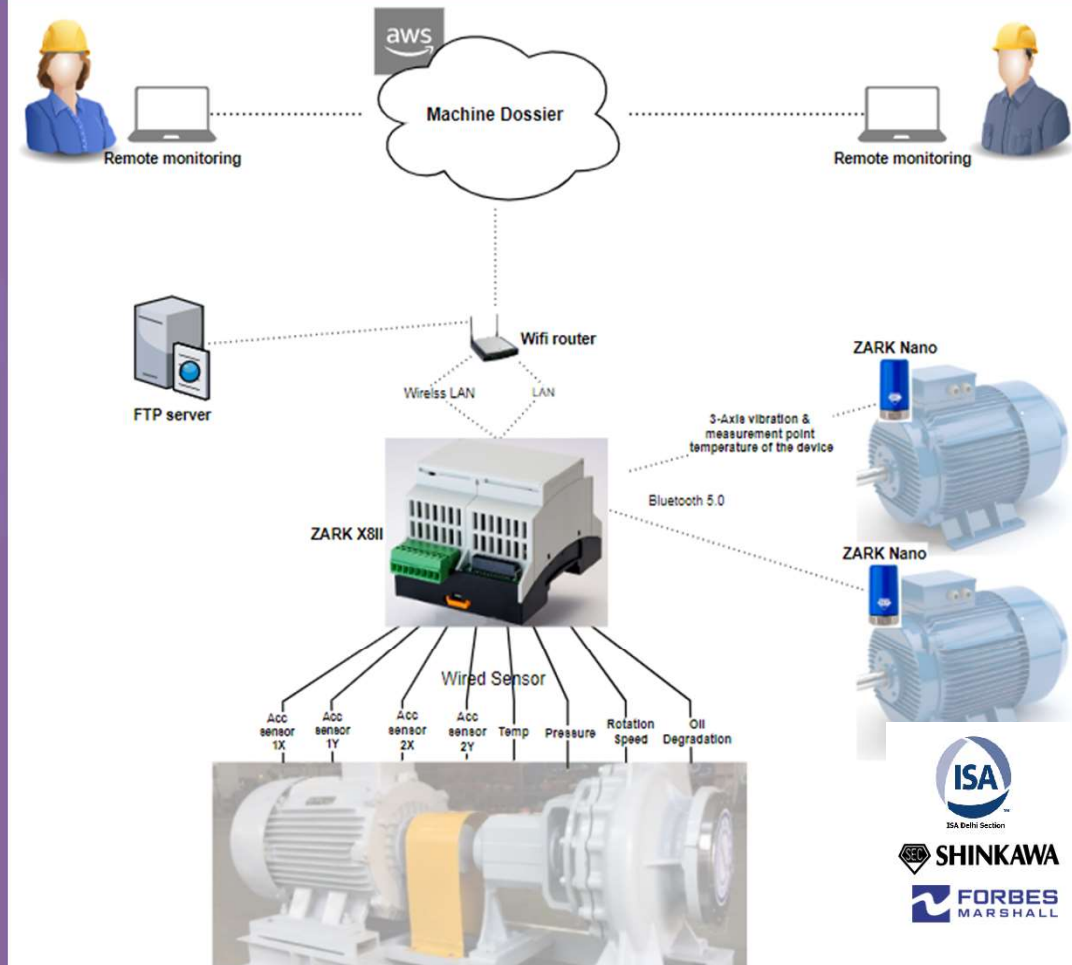 aws
Machine Dossier
Remote monitoring
Remote monitoring
Wifi router
FTP server
Wirelss LAN
LAN
ZARK Nano
3-Axis vibration &
measurement point
temperature of the device
Bluetooth 5.0
ZARK X8II
ZARK Nano
Wired Sensor
Acc
sensor
1X
Acc
sensor
1Y
Acc
sensor
2X
Acc
sensor
2Y
Temp
Pressure
Rotation
Speed
Oil
Degradation
ISA
ISA Delhi Section
SEC SHINKAWA
FORBES
MARSHALL